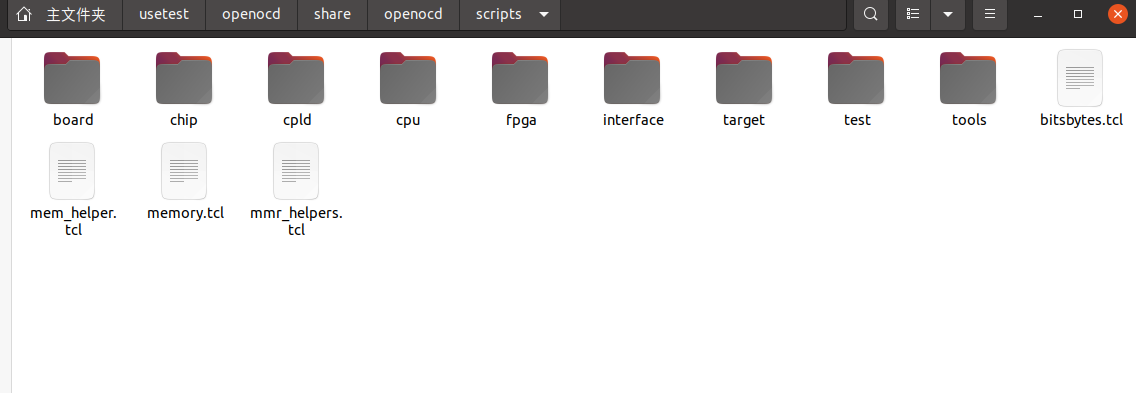 主文件夹 usetest openocd share openocd scripts
board chip cpld cpu fpga interface target test tools bitsbytes.tcl
mem_helper. memory.tcl mmr_helpers.
tcl tcl